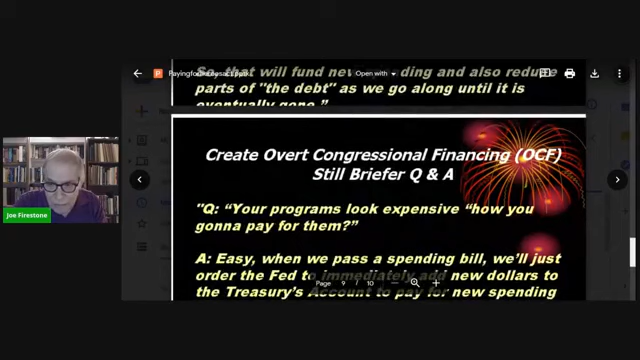 Payingfor
Open with
So, that will fund new spending and also reduce
parts of "the debt" as we go along until it is
eventually gone."
Create Overt Congressional Financing (OCF)
Still Briefer Q & A
"Q: “Your programs look expensive “how you
gonna pay for them?”
A: Easy, when we pass a spending bill, we’ll just
order the Fed to immediately add new dollars to
the Treasury’s Account to pay for new spending
Page 9 / 10
Joe Firestone